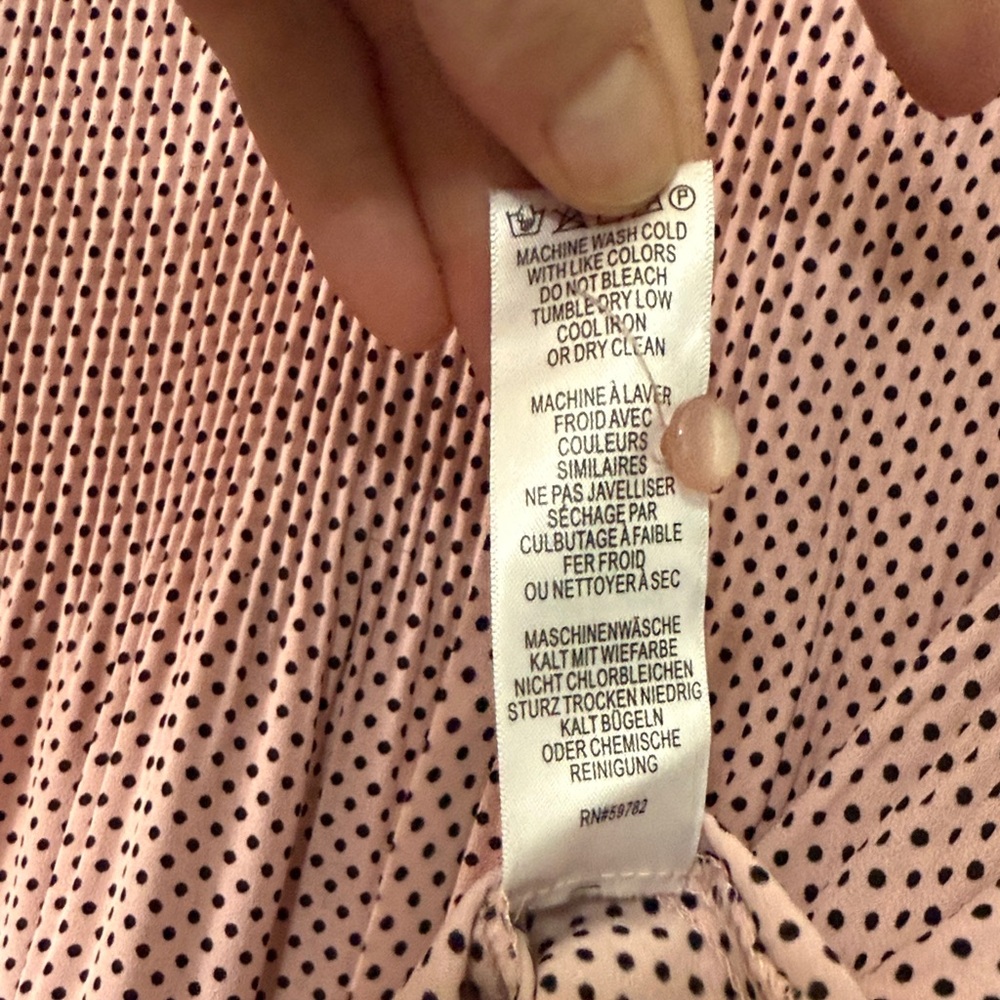 MACHINE WASH COLD
WITH LIKE COLORS
DO NOT BLEACH
TUMBLE DRY LOW
COOL IRON
OR DRY CLEAN
MACHINE À LAVER
FROID AVEC
COULEURS
SIMILAIRES
NE PAS JAVELLISER
SÉCHAGE PAR
CULBUTAGE À FAIBLE
FER FROID
OU NETTOYER À SEC
MASCHINENWÄSCHE
KALT MIT WIEFARBE
NICHT CHLORBLEICHEN
STURZ TROCKEN NIEDRIG
KALT BÜGELN
ODER CHEMISCHE
REINIGUNG
RN#59782